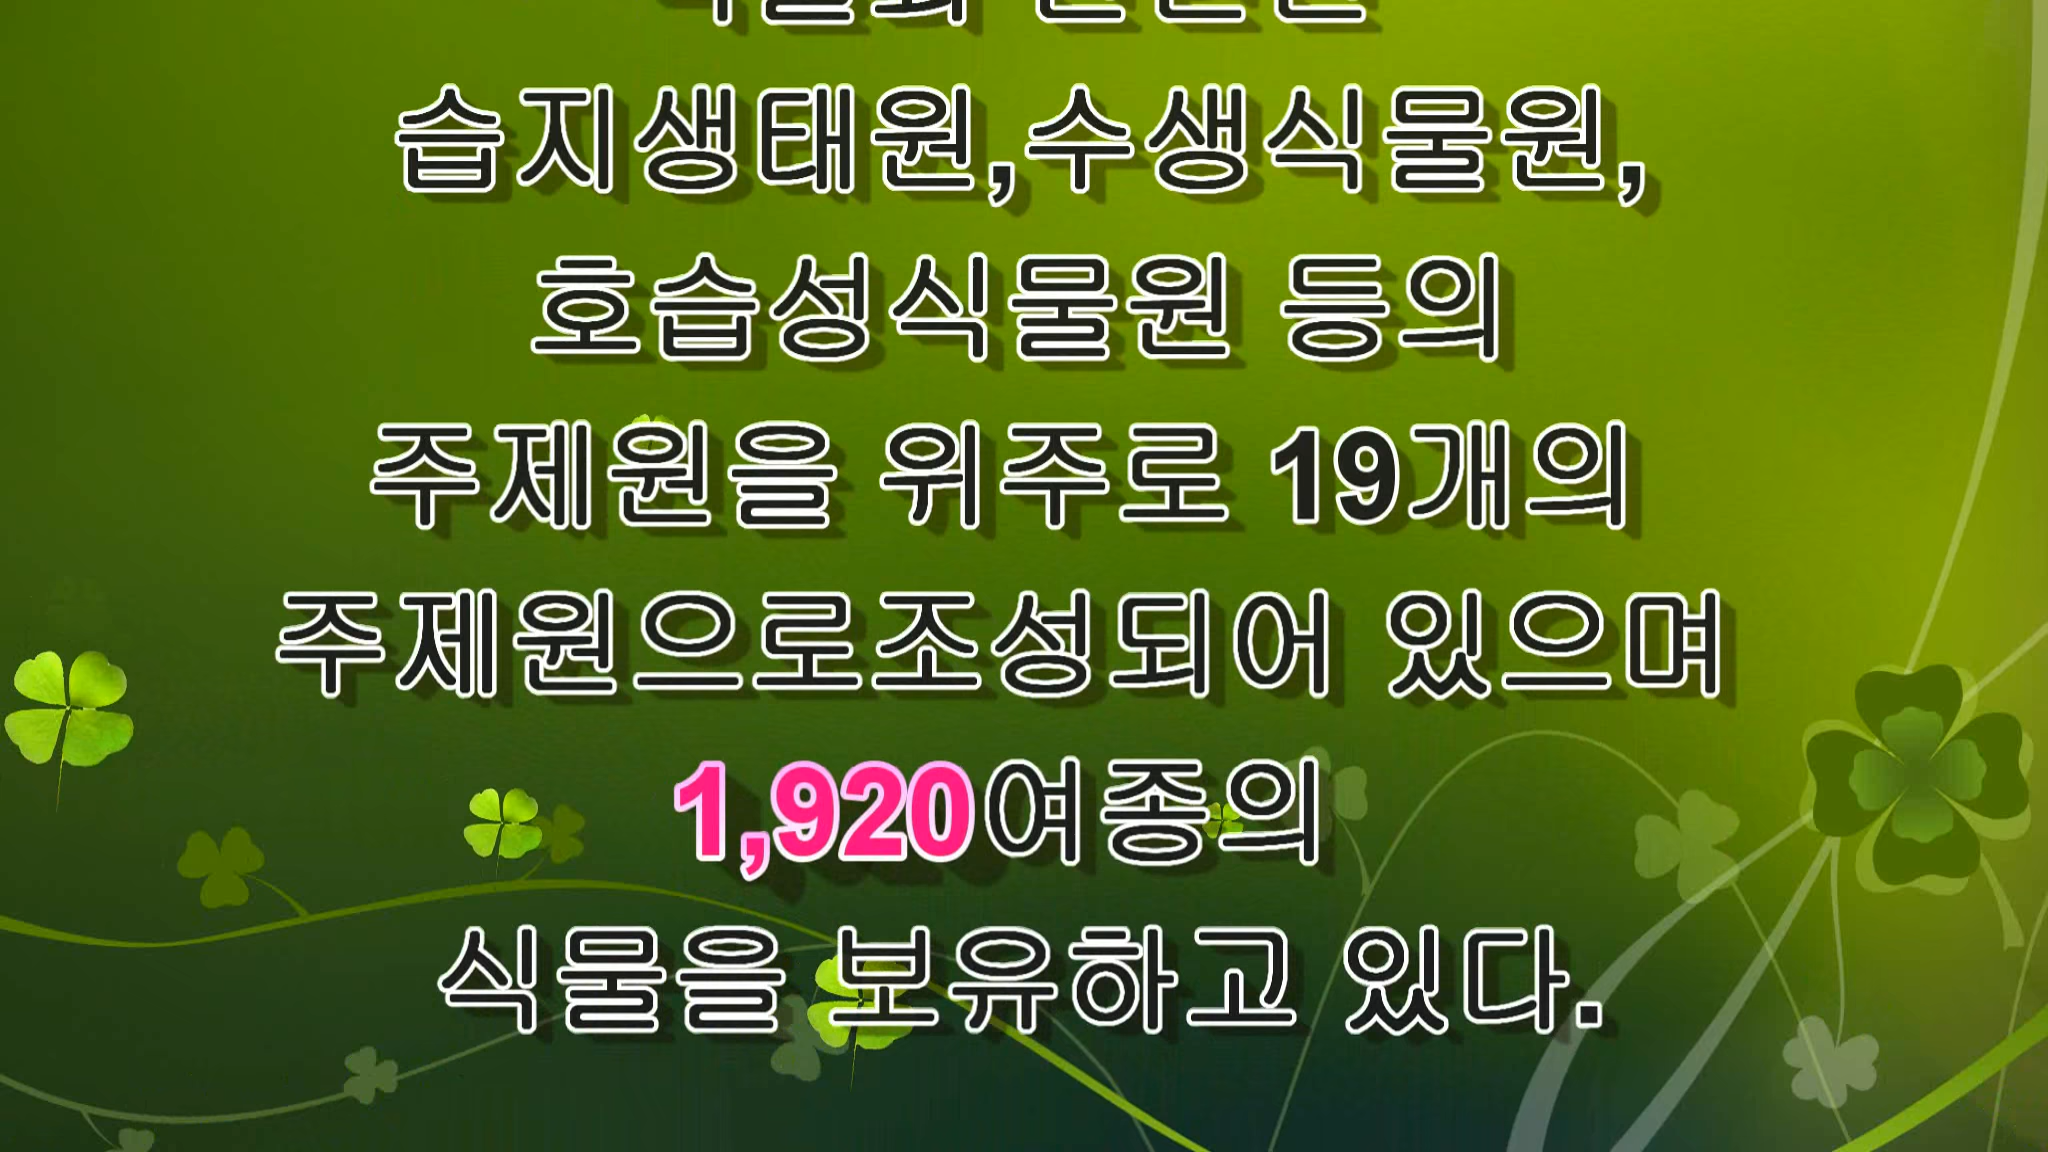 습지생태원,수생식물원,
호습성식물원 등의
주제원을 위주로 19개의
주제원으로조성되어 있으며
1,920여종의
식물을 보유하고 있다.